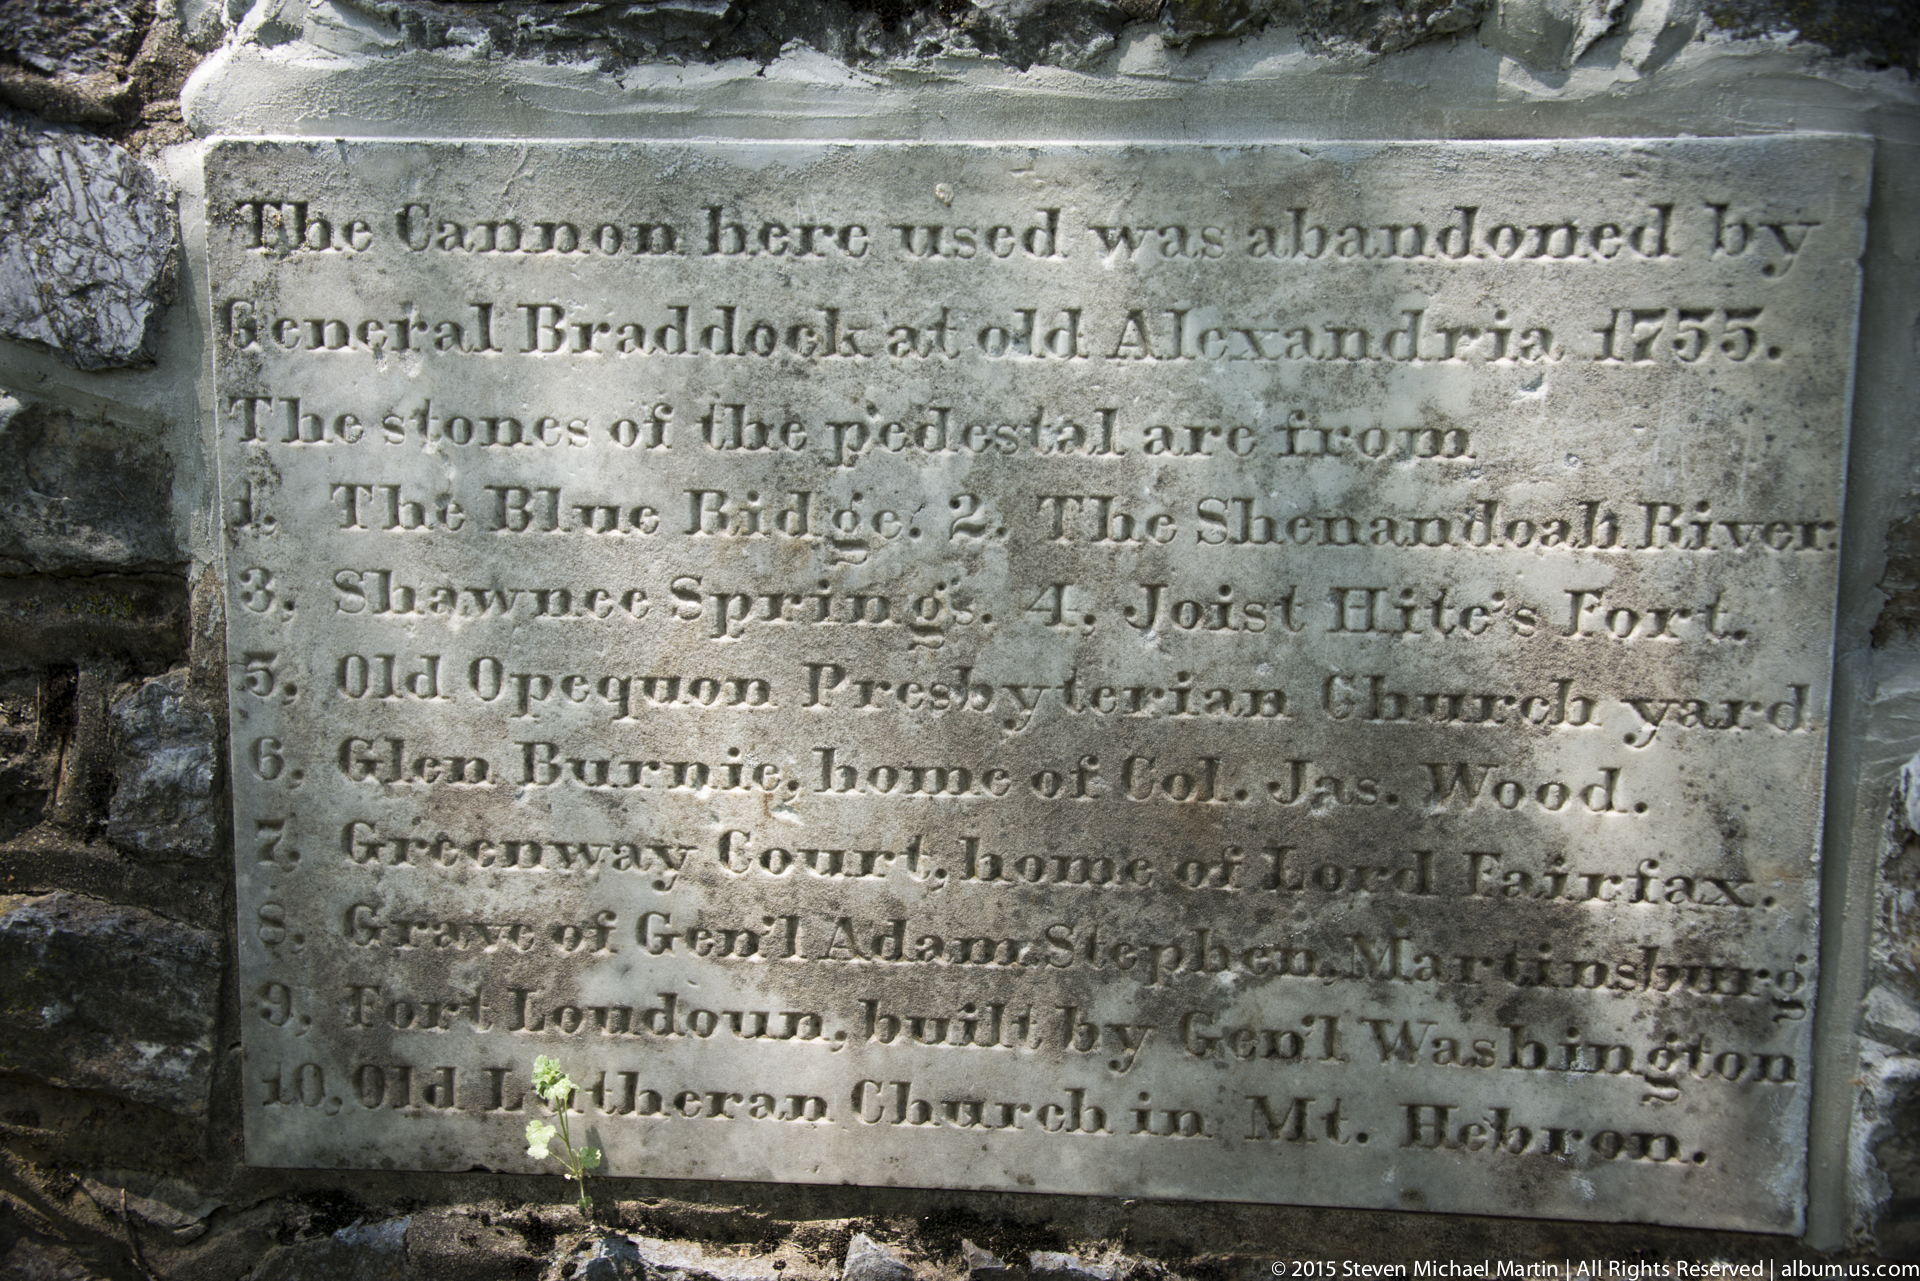 The Cannon here used was abandoned by
General Braddock at old Alexandria 1755.
The stones of the pedestal are from
1. The Blue Ridge. 2. The Shenandoah River.
3. Shawnee Springs. 4. Joist Hite's Fort.
5. Old Opequon Presbyterian Church yard
6. Glen Burnie, home of Col. Jas. Wood.
7. Greenway Court, home of Lord Fairfax.
8. Grave of Gen'l Adam Stephen, Martinsburg
9. Fort Loudoun, built by Gen'l Washington
10. Old Lutheran Church in Mt. Hebron.
© 2015 Steven Michael Martin | All Rights Reserved | album.us.com